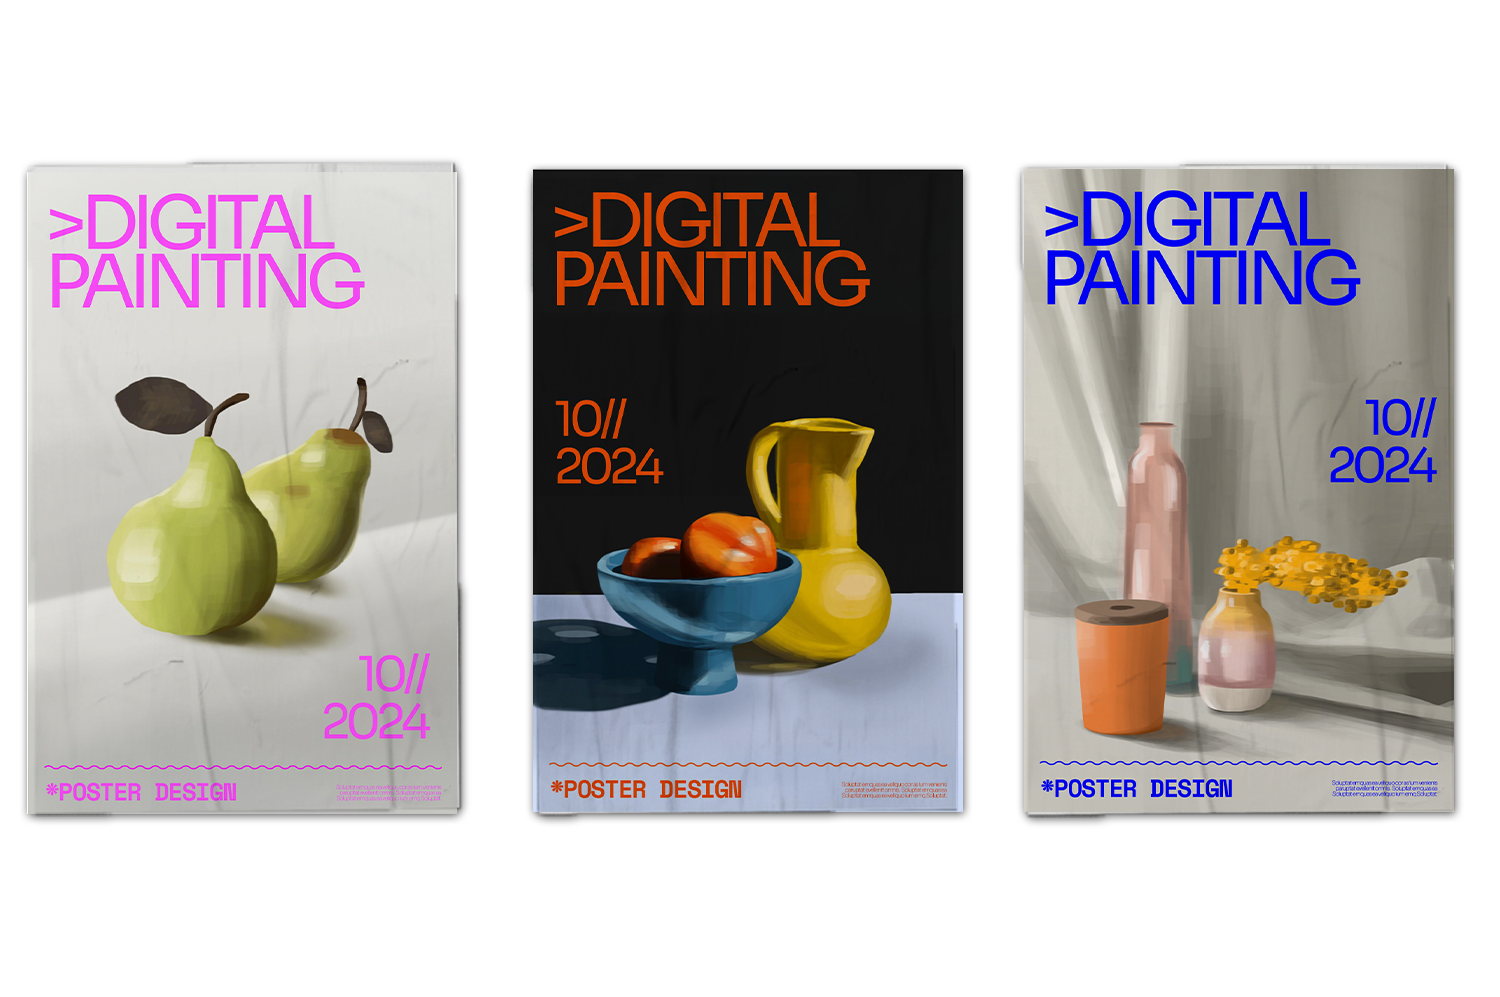 >DIGITAL
PAINTING
10//
2024
*POSTER DESIGN
>DIGITAL
PAINTING
10//
2024
*POSTER DESIGN
>DIGITAL
PAINTING
10//
2024
*POSTER DESIGN